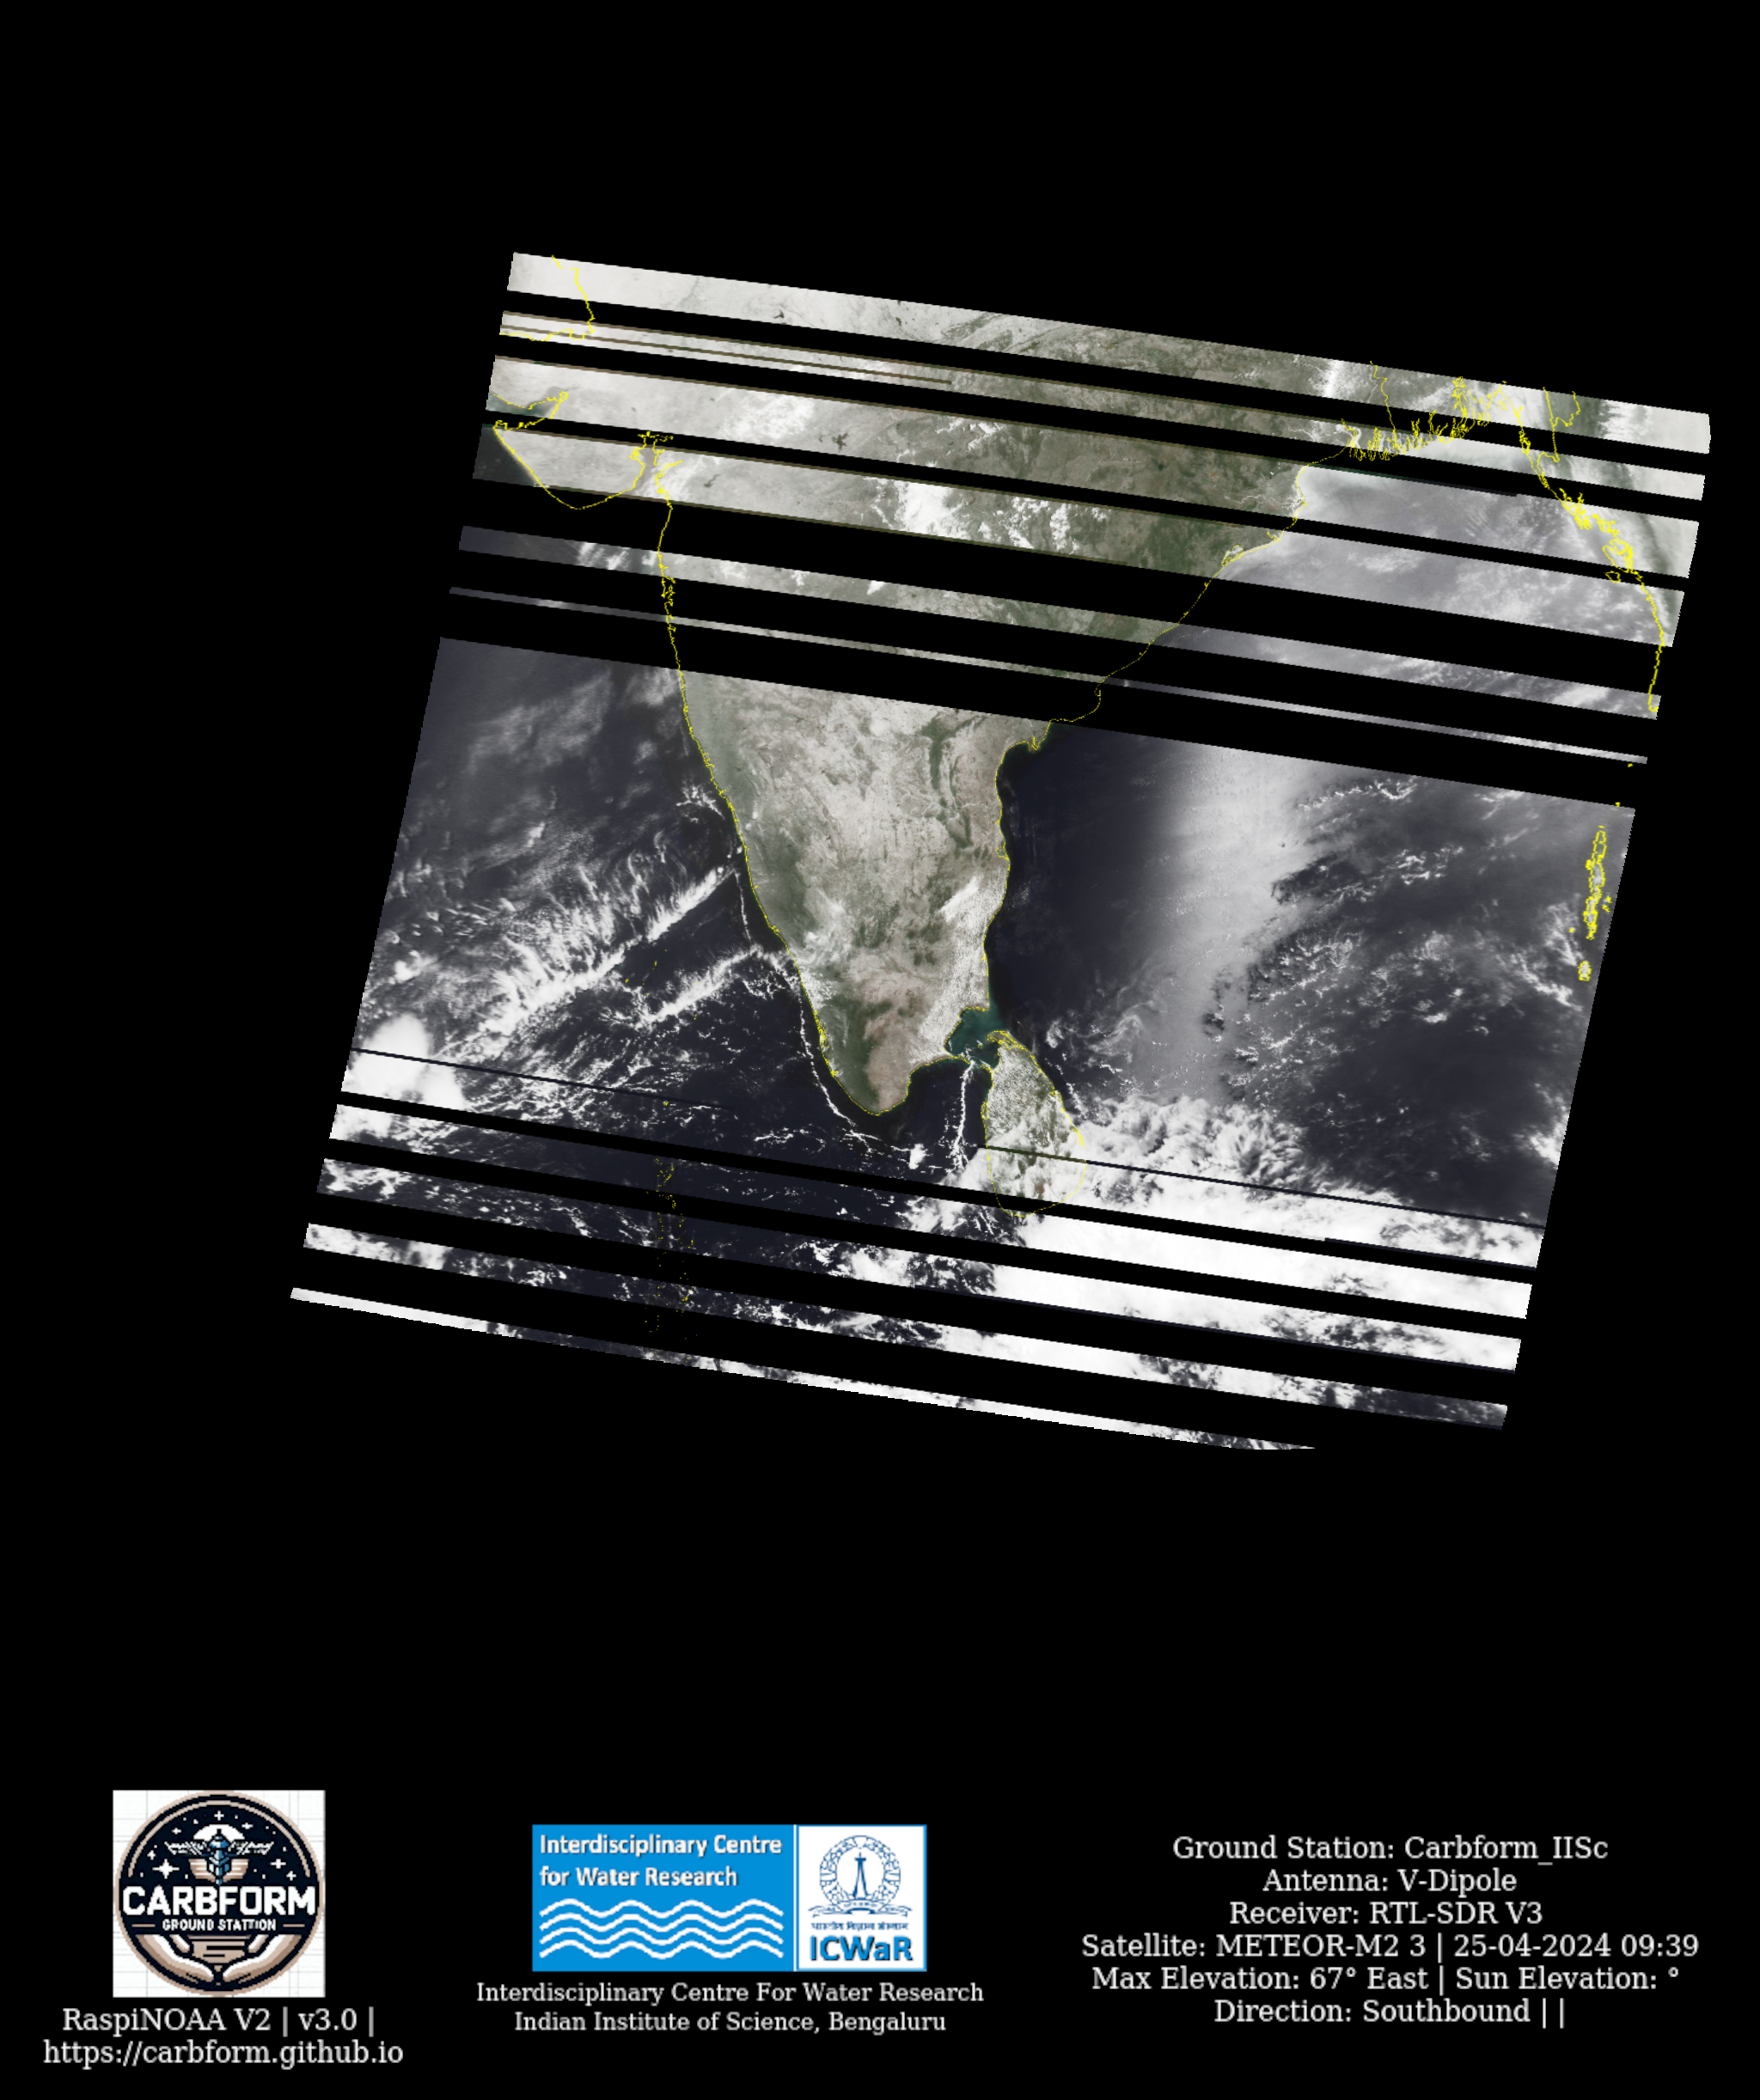 CARBFORM
GROUND STATTION
RaspiNOAA V2 | v3.0 |
https://carbform.github.io
Interdisciplinary Centre
for Water Research
भारतीय विज्ञान संस्थान
ICWaR
Interdisciplinary Centre For Water Research
Indian Institute of Science, Bengaluru
Ground Station: Carbform_IISc
Antenna: V-Dipole
Receiver: RTL-SDR V3
Satellite: METEOR-M2 3 | 25-04-2024 09:39
Max Elevation: 67° East | Sun Elevation: °
Direction: Southbound | |